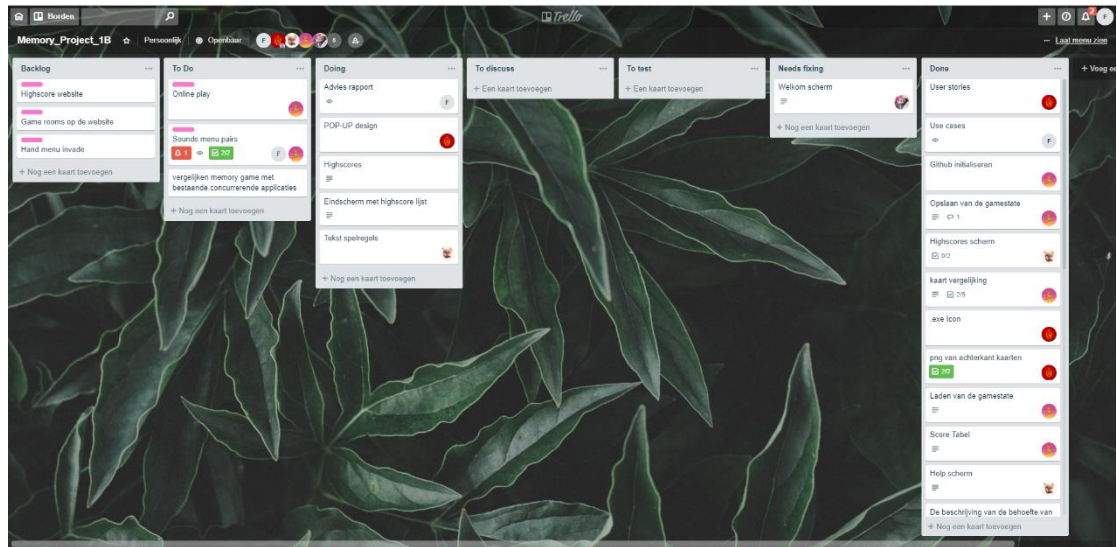 Borden
Trello
2
F
Memory_Project_1B
Persoonlijk
Openbaar
F
5
Laat menu zien
Backlog
Highscore website
Game rooms op de website
Hand menu invade
+ Nog een kaart toevoegen
To Do
Online play
Sounds menu pairs
1
2/2
F
vergelijken memory game met
bestaande concurrerende applicaties
+ Nog een kaart toevoegen
Doing
Advies rapport
F
POP-UP design
Highscores
Eindscherm met highscore lijst
Tekst spelregels
+ Nog een kaart toevoegen
To discuss
+ Een kaart toevoegen
To test
+ Een kaart toevoegen
Needs fixing
Welkom scherm
+ Nog een kaart toevoegen
Done
User stories
Use cases
F
Github initialiseren
Opslaan van de gamestate
1
Highscores scherm
0/2
kaart vergelijking
2/5
.exe icon
png van achterkant kaarten
2/2
Laden van de gamestate
Score Tabel
Help scherm
De beschrijving van de behoefte van
+ Nog een kaart toevoegen
+ Voeg ee